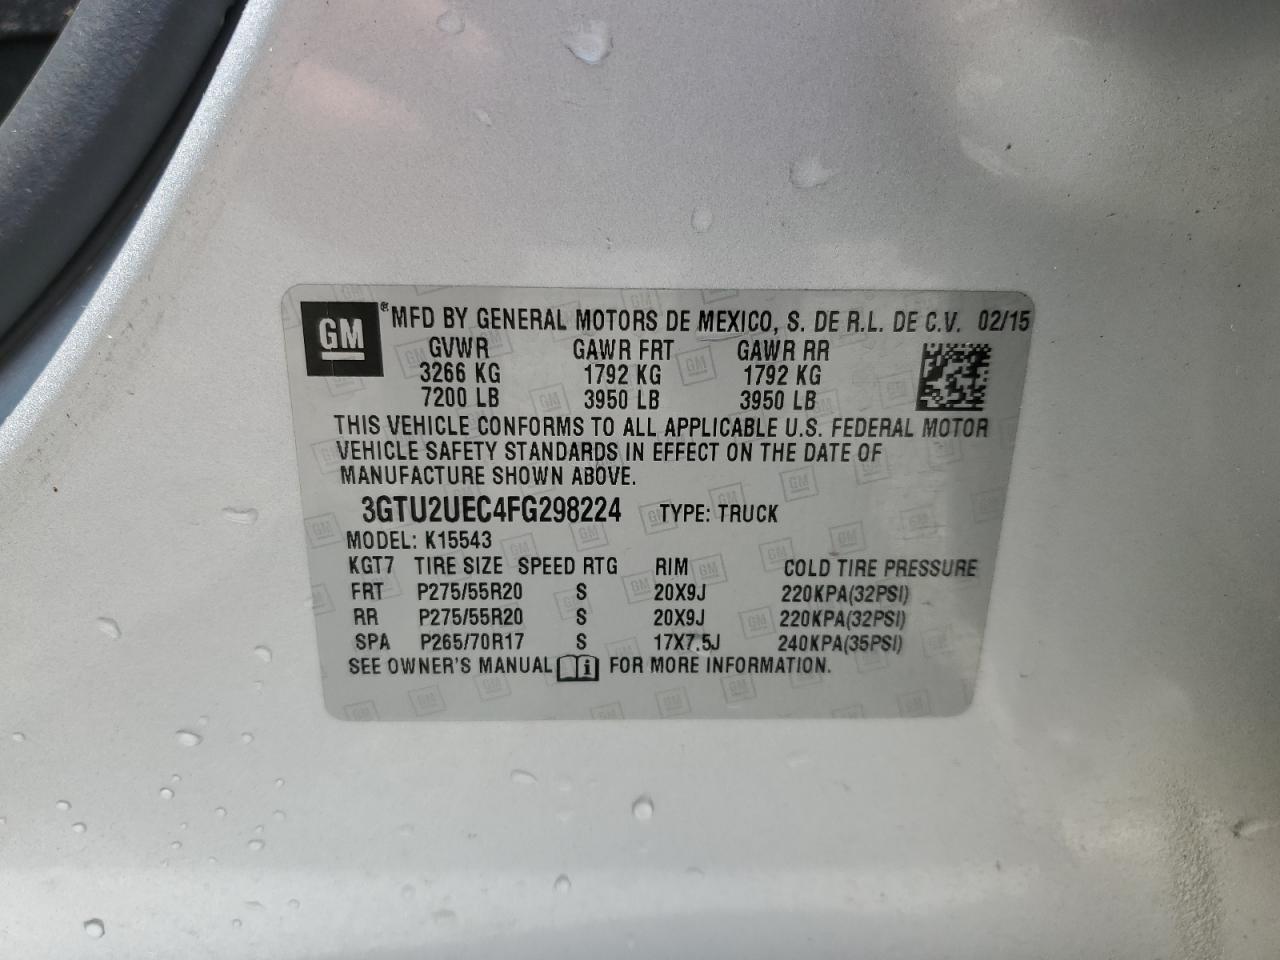 GM ® MFD BY GENERAL MOTORS DE MEXICO, S. DE R.L. DE C.V. 02/15
GVWR GAWR FRT GAWR RR
3266 KG 1792 KG 1792 KG
7200 LB 3950 LB 3950 LB
THIS VEHICLE CONFORMS TO ALL APPLICABLE U.S. FEDERAL MOTOR
VEHICLE SAFETY STANDARDS IN EFFECT ON THE DATE OF
MANUFACTURE SHOWN ABOVE.
3GTU2UEC4FG298224 TYPE: TRUCK
MODEL: K15543
KGT7 TIRE SIZE SPEED RTG RIM COLD TIRE PRESSURE
FRT P275/55R20 S 20X9J 220KPA(32PSI)
RR P275/55R20 S 20X9J 220KPA(32PSI)
SPA P265/70R17 S 17X7.5J 240KPA(35PSI)
SEE OWNER'S MANUAL i FOR MORE INFORMATION.